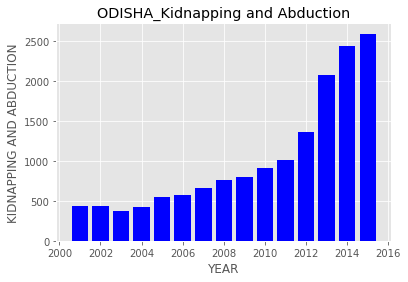 ODISHA_Kidnapping and Abduction
KIDNAPPING AND ABDUCTION
2500
2000
1500
1000
500
0
2000 2002 2004 2006 2008 2010 2012 2014 2016
YEAR